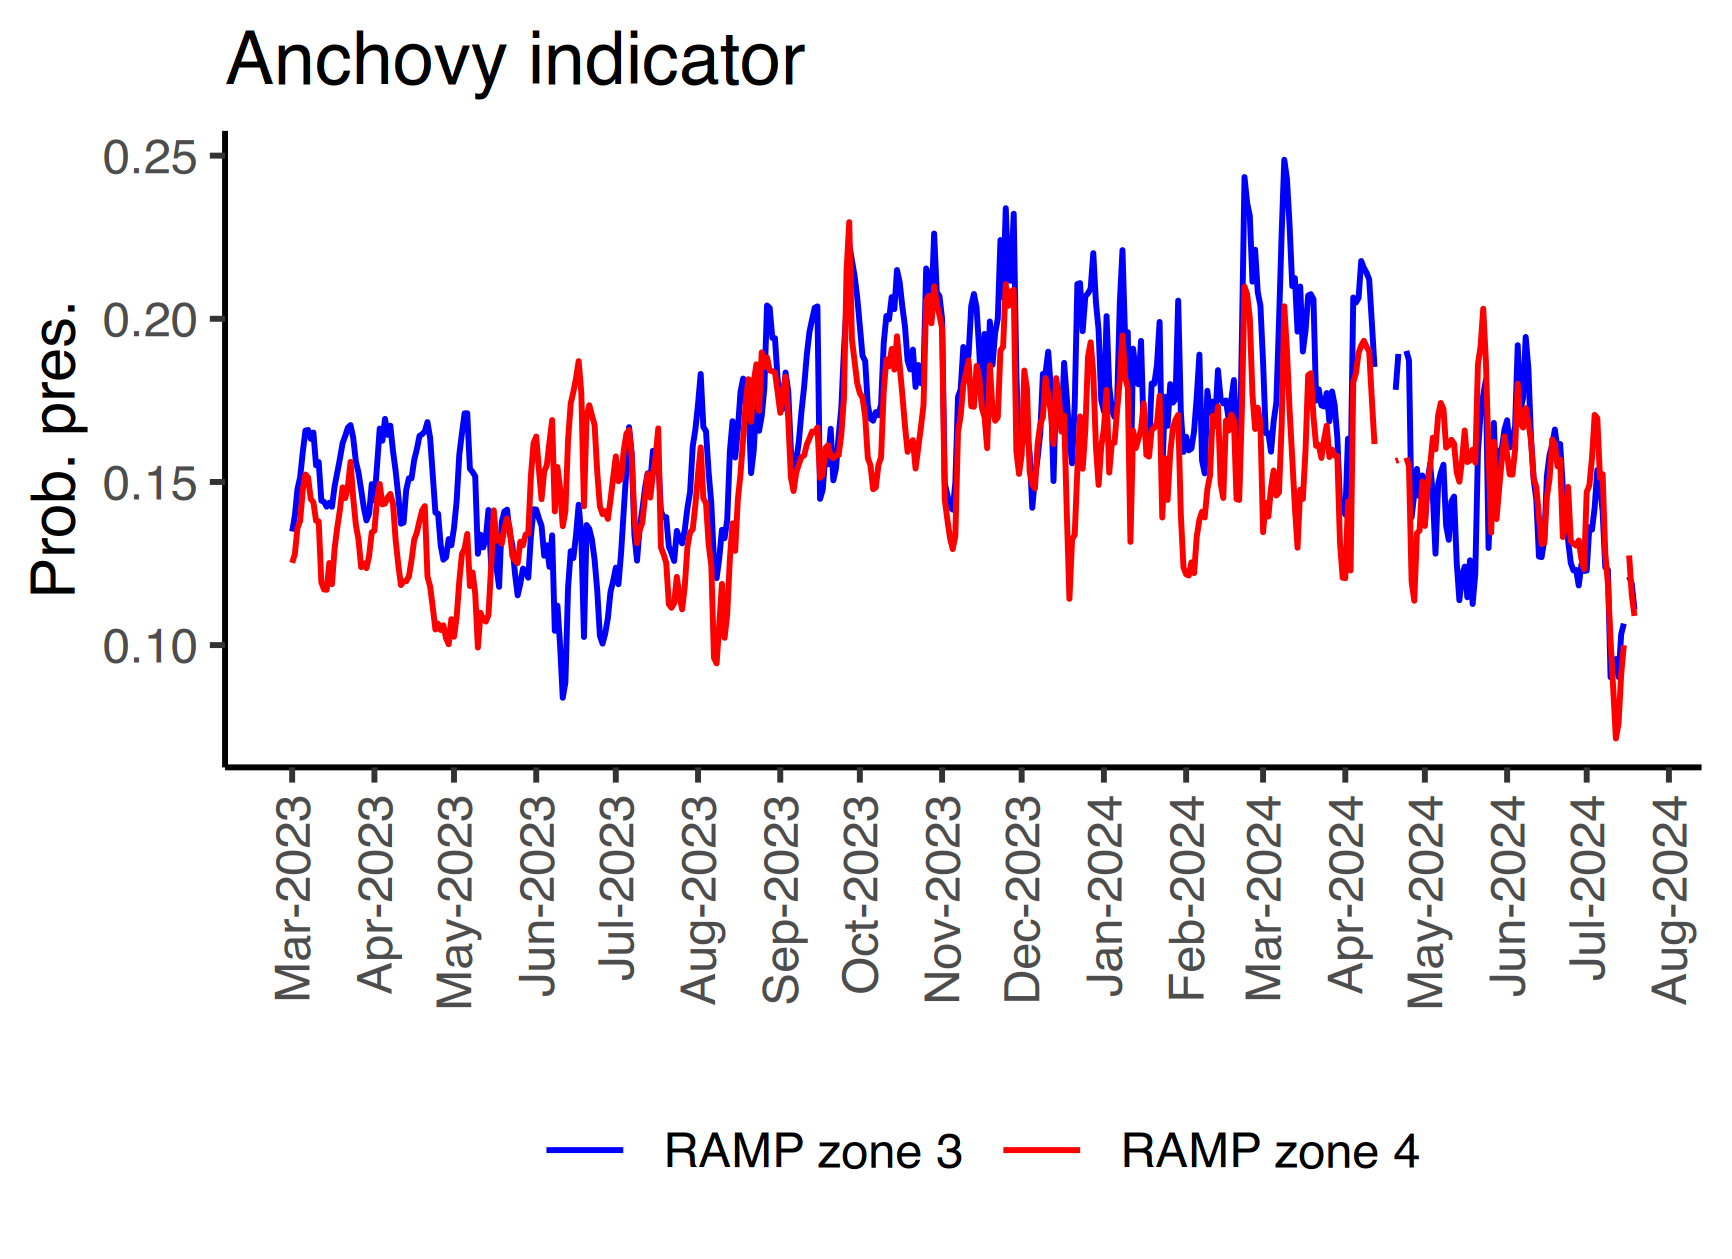 Anchovy indicator
Prob. pres.
0.25
0.20
0.15
0.10
Mar-2023
Apr-2023
May-2023
Jun-2023
Jul-2023
Aug-2023
Sep-2023
Oct-2023
Nov-2023
Dec-2023
Jan-2024
Feb-2024
Mar-2024
Apr-2024
May-2024
Jun-2024
Jul-2024
Aug-2024
RAMP zone 3
RAMP zone 4